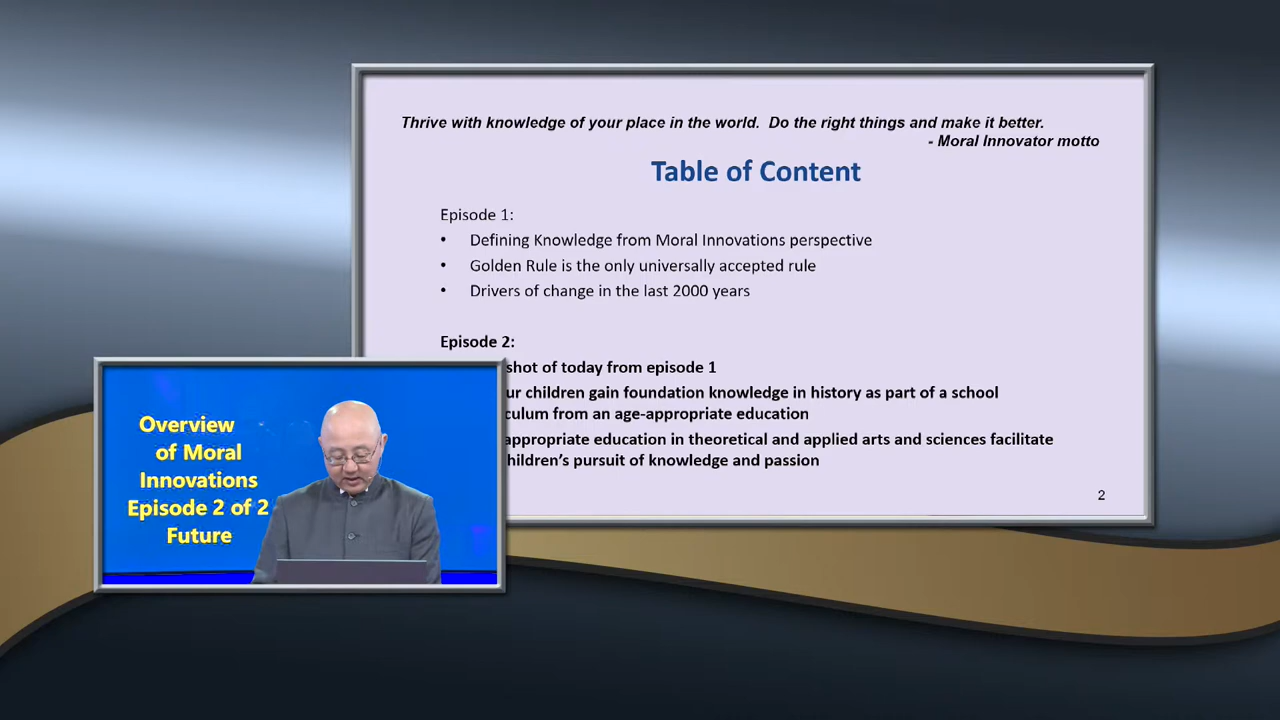 Thrive with knowledge of your place in the world.  Do the right things and make it better.
- Moral Innovator motto
Table of Content
Episode 1:
• Defining Knowledge from Moral Innovations perspective
• Golden Rule is the only universally accepted rule
• Drivers of change in the last 2000 years
Episode 2:
shot of today from episode 1
ur children gain foundation knowledge in history as part of a school
culum from an age-appropriate education
appropriate education in theoretical and applied arts and sciences facilitate
hildren's pursuit of knowledge and passion
2
Overview
of Moral
Innovations
Episode 2 of 2
Future